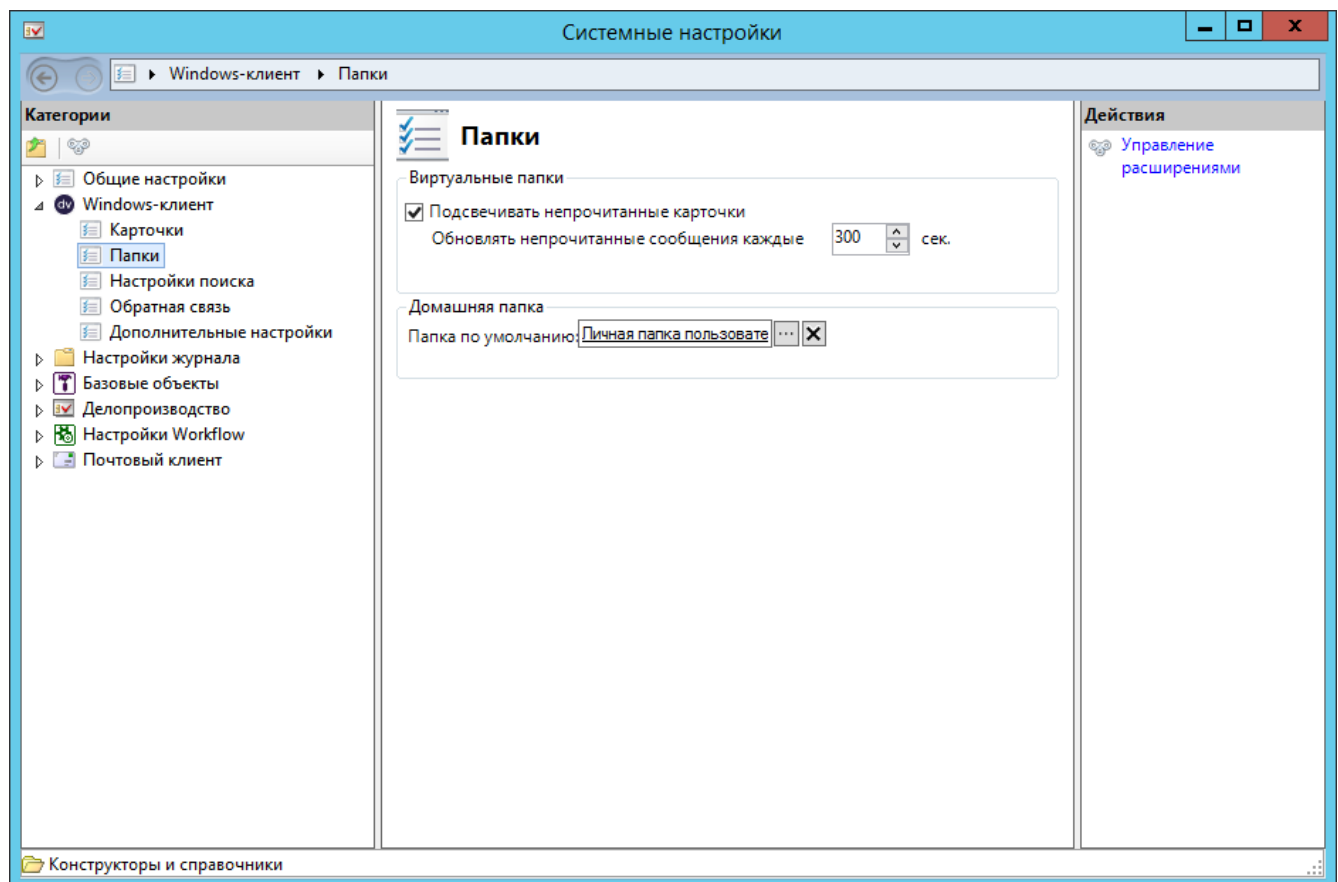 Системные настройки
Windows-клиент Папки
Категории
Общие настройки
Windows-клиент
Карточки
Папки
Настройки поиска
Обратная связь
Дополнительные настройки
Настройки журнала
Базовые объекты
Делопроизводство
Настройки Workflow
Почтовый клиент
Папки
Виртуальные папки
Подсвечивать непрочитанные карточки
Обновлять непрочитанные сообщения каждые 300 сек.
Домашняя папка
Папка по умолчанию: Личная папка пользовате ...
Действия
Управление
расширениями
Конструкторы и справочники